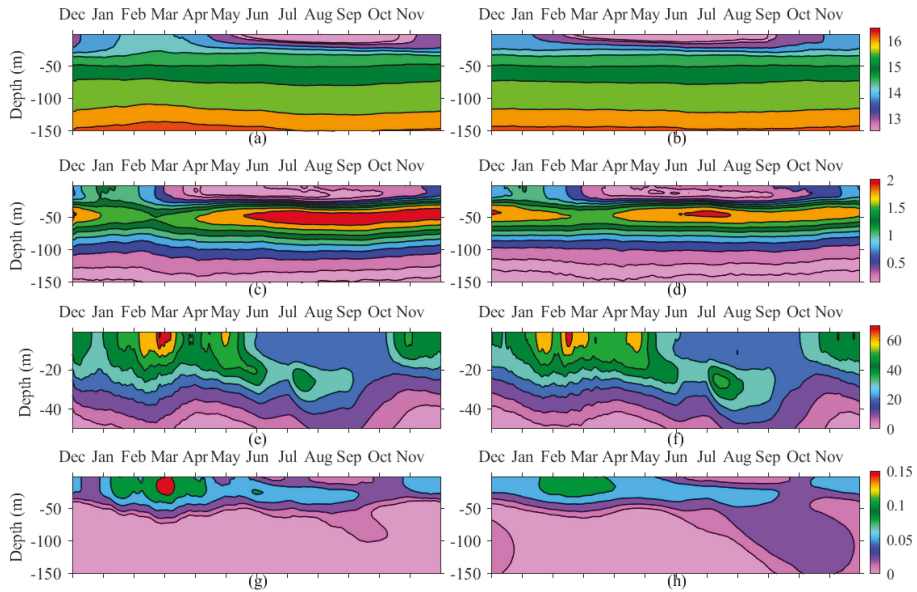 Dec Jan Feb Mar Apr May Jun Jul Aug Sep Oct Nov
Dec Jan Feb Mar Apr May Jun Jul Aug Sep Oct Nov
Depth (m)
-50
-100
-150
(a)
(b)
16
15
14
13
Dec Jan Feb Mar Apr May Jun Jul Aug Sep Oct Nov
Dec Jan Feb Mar Apr May Jun Jul Aug Sep Oct Nov
-50
-100
-150
(c)
(d)
2
1.5
1
0.5
Dec Jan Feb Mar Apr May Jun Jul Aug Sep Oct Nov
Dec Jan Feb Mar Apr May Jun Jul Aug Sep Oct Nov
Depth (m)
-20
-40
(e)
(f)
60
40
20
0
Dec Jan Feb Mar Apr May Jun Jul Aug Sep Oct Nov
Dec Jan Feb Mar Apr May Jun Jul Aug Sep Oct Nov
Depth (m)
-50
-100
-150
(g)
(h)
0.15
0.1
0.05
0